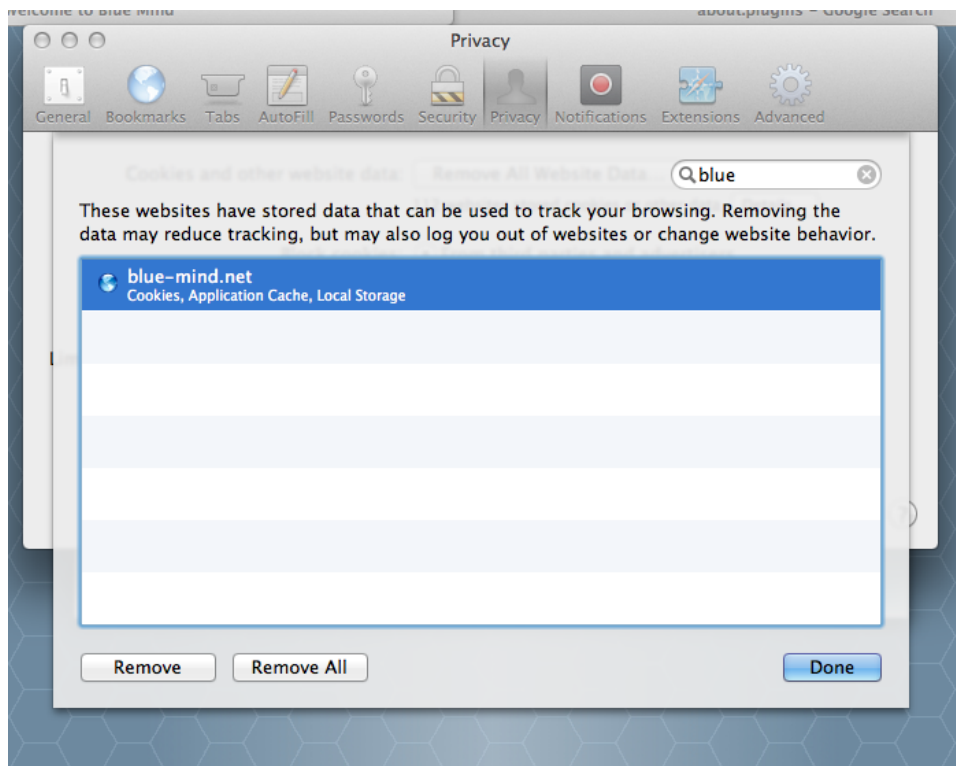 Welcome to Blue Mind
about:plugins - Google Search
Privacy
General Bookmarks Tabs AutoFill Passwords Security Privacy Notifications Extensions Advanced
Cookies and other website data: Remove All Website Data...
blue
These websites have stored data that can be used to track your browsing. Removing the
data may reduce tracking, but may also log you out of websites or change website behavior.
blue-mind.net
Cookies, Application Cache, Local Storage
?
Remove Remove All Done